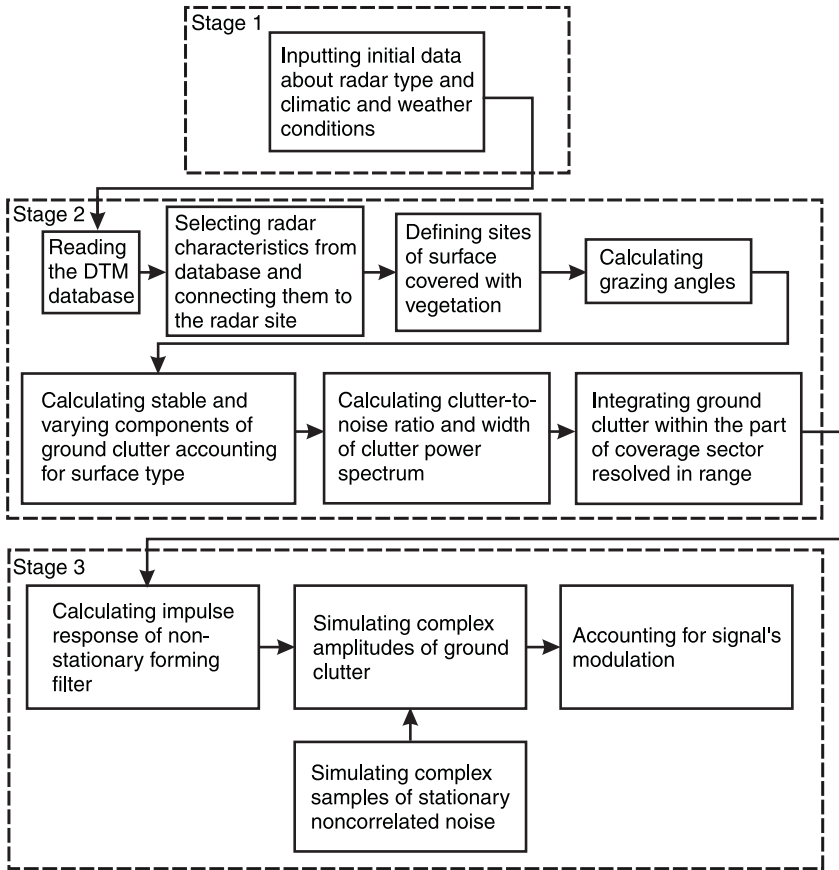 Stage 1
Inputting initial data
about radar type and
climatic and weather
conditions
Stage 2
Reading
the DTM
database
Selecting radar
characteristics from
database and
connecting them to
the radar site
Defining sites
of surface
covered with
vegetation
Calculating
grazing angles
Calculating stable and
varying components of
ground clutter accounting
for surface type
Calculating clutter-to-
noise ratio and width
of clutter power
spectrum
Integrating ground
clutter within the part
of coverage sector
resolved in range
Stage 3
Calculating impulse
response of non-
stationary forming
filter
Simulating complex
amplitudes of ground
clutter
Accounting for signal's
modulation
Simulating complex
samples of stationary
noncorrelated noise